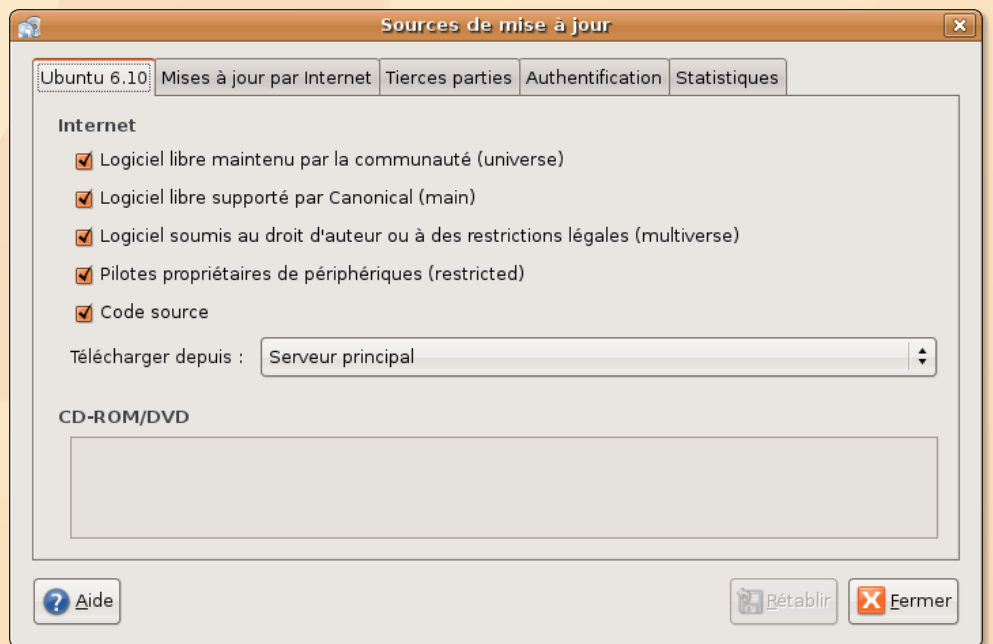 Sources de mise à jour
Ubuntu 6.10 Mises à jour par Internet Tierces parties Authentification Statistiques
Internet
Logiciel libre maintenu par la communauté (universe)
Logiciel libre supporté par Canonical (main)
Logiciel soumis au droit d'auteur ou à des restrictions légales (multiverse)
Pilotes propriétaires de périphériques (restricted)
Code source
Télécharger depuis : Serveur principal
CD-ROM/DVD
Aide Rétablir Fermer